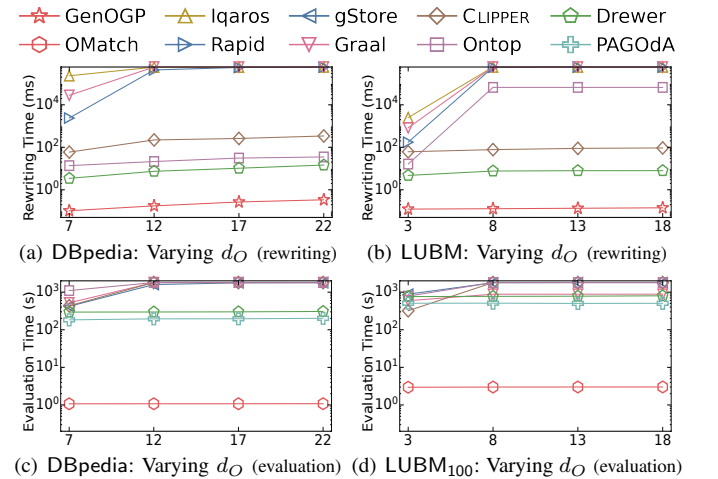 GenOGP Iqaros gStore CLIPPER Drewer
OMatch Rapid Graal Ontop PAGOdA
Rewriting Time (ms)
10^4
10^2
10^0
7 12 17 22
Rewriting Time (ms)
10^4
10^2
10^0
3 8 13 18
(a) DBpedia: Varying d_O (rewriting)
(b) LUBM: Varying d_O (rewriting)
Evaluation Time (s)
10^3
10^2
10^1
10^0
7 12 17 22
Evaluation Time (s)
10^3
10^2
10^1
10^0
3 8 13 18
(c) DBpedia: Varying d_O (evaluation)
(d) LUBM_100: Varying d_O (evaluation)